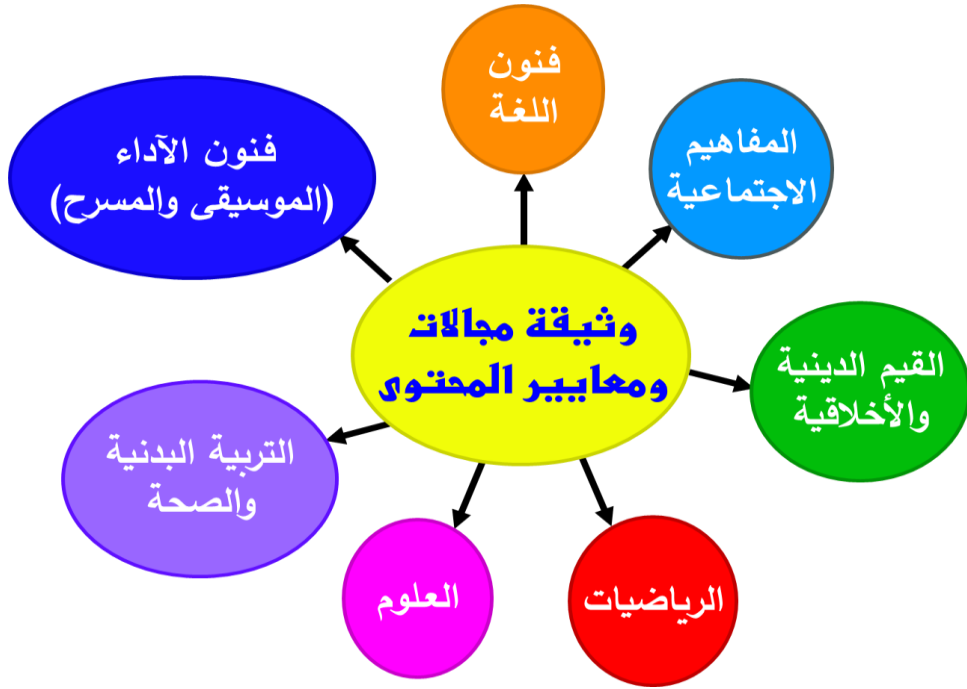 فنون
اللغة
المفاهيم
الاجتماعية
فنون الآداء
(الموسيقى والمسرح)
وثيقة مجالات
ومعايير المحتوى
القيم الدينية
والأخلاقية
التربية البدنية
والصحة
العلوم
الرياضيات